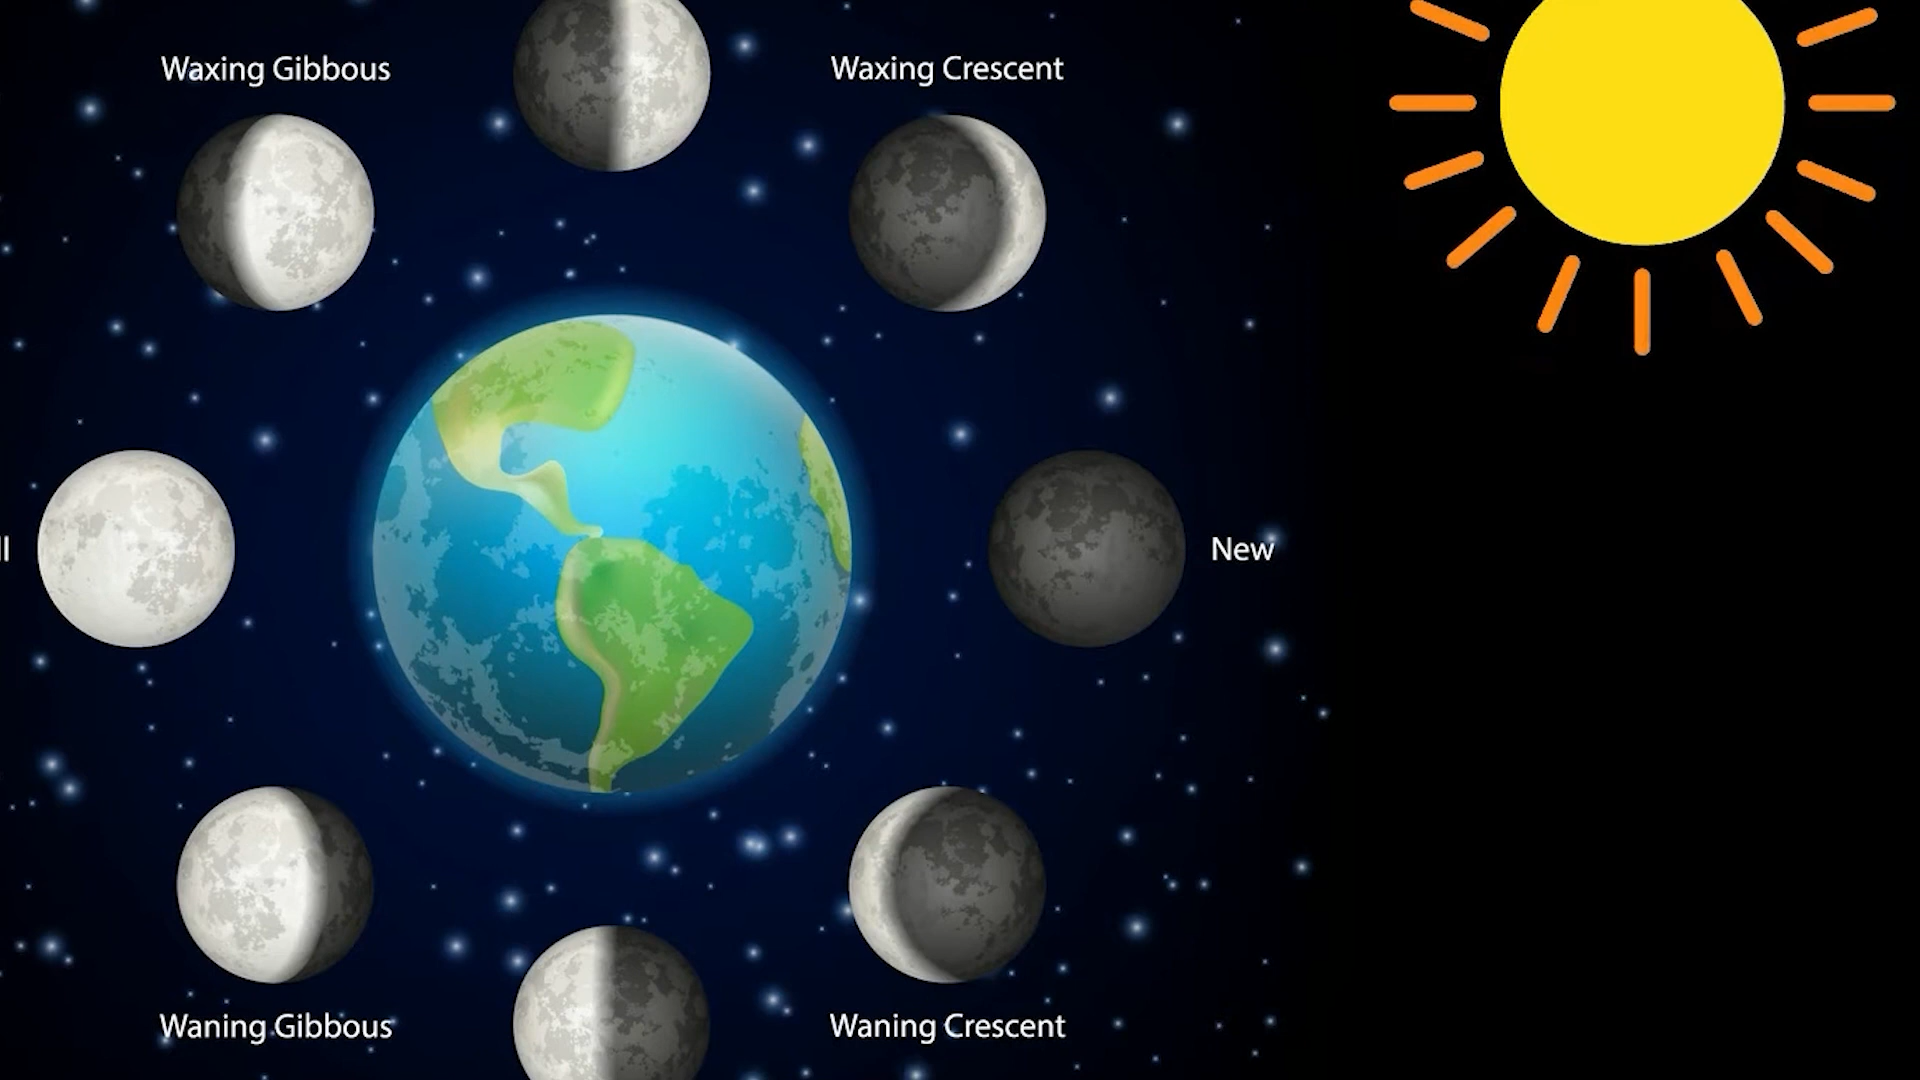 Waxing Gibbous
Waxing Crescent
New
Waning Gibbous
Waning Crescent